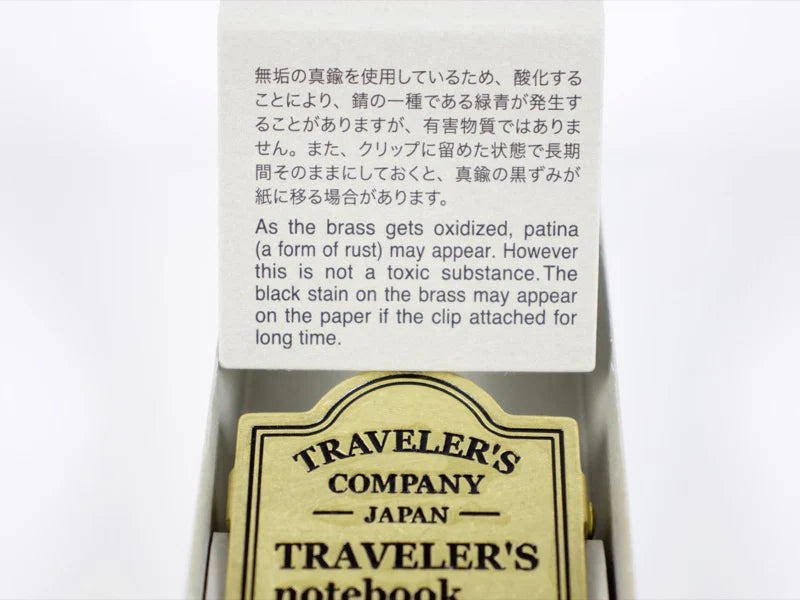 無垢の真鍮を使用しているため、酸化する
ことにより、錆の一種である緑青が発生す
ることがありますが、有害物質ではありま
せん。また、クリップに留めた状態で長期
間そのままにしておくと、真鍮の黒ずみが
紙に移る場合があります。
As the brass gets oxidized, patina
(a form of rust) may appear. However
this is not a toxic substance. The
black stain on the brass may appear
on the paper if the clip attached for
long time.
TRAVELER'S
COMPANY
JAPAN
TRAVELER'S
notebook